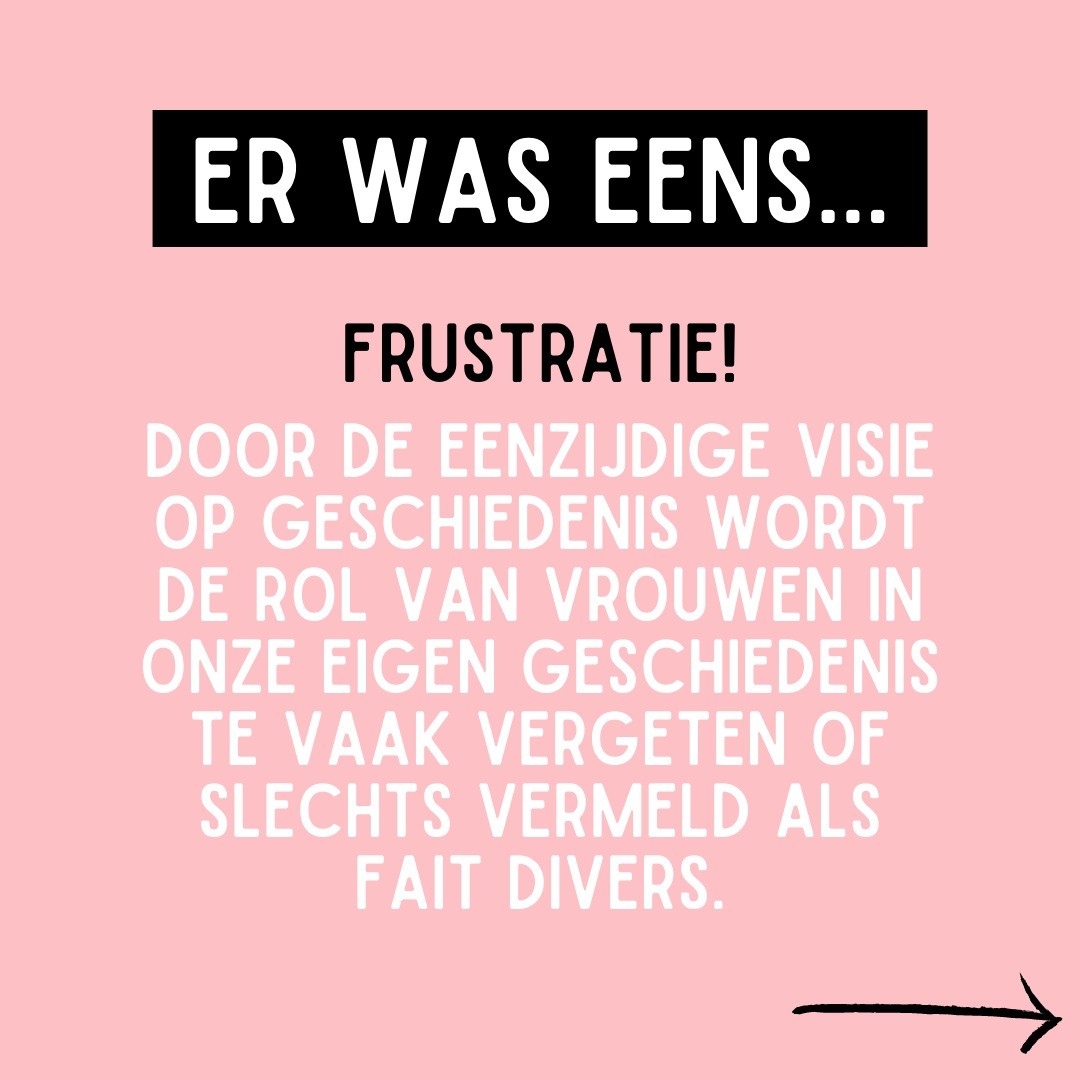 ER WAS EENS...
FRUSTRATIE!
DOOR DE EENZIJDIGE VISIE
OP GESCHIEDENIS WORDT
DE ROL VAN VROUWEN IN
ONZE EIGEN GESCHIEDENIS
TE VAAK VERGETEN OF
SLECHTS VERMELD ALS
FAIT DIVERS.